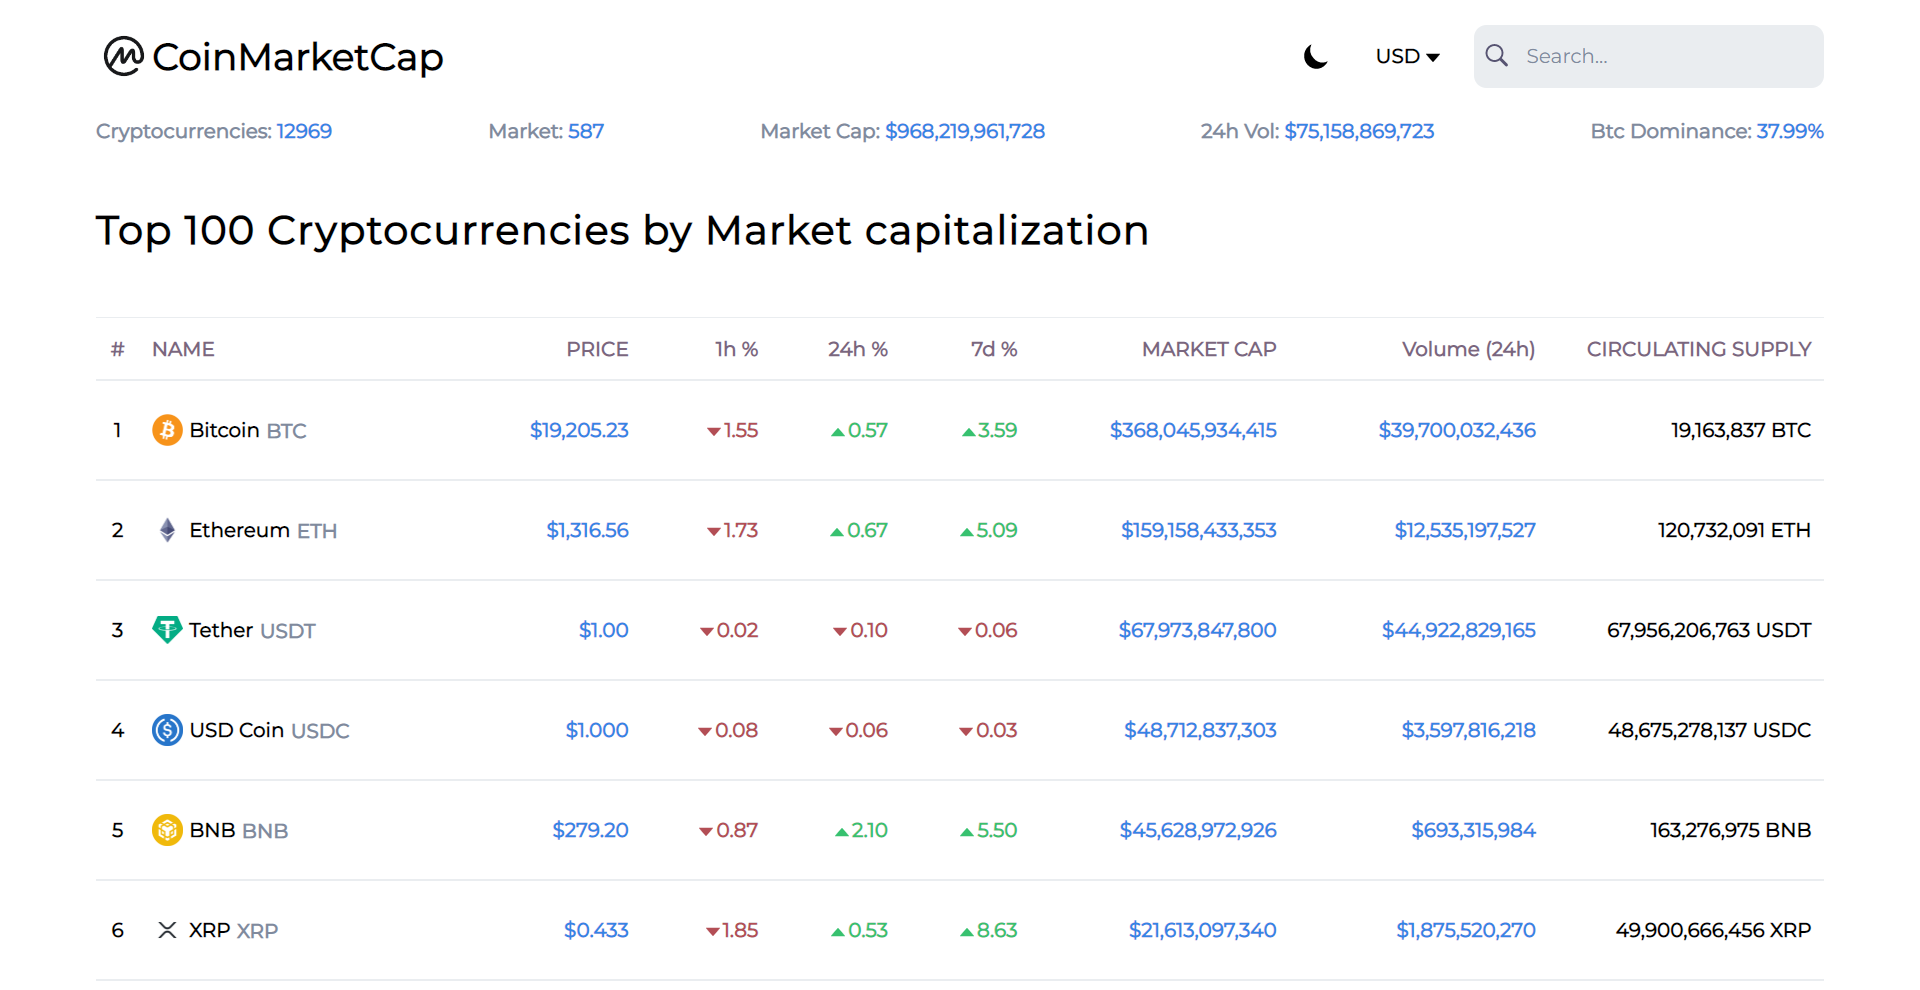 CoinMarketCap USD Search...
Cryptocurrencies: 12969 Market: 587 Market Cap: $968,219,961,728 24h Vol: $75,158,869,723 Btc Dominance: 37.99%
Top 100 Cryptocurrencies by Market capitalization
# NAME PRICE 1h % 24h % 7d % MARKET CAP Volume (24h) CIRCULATING SUPPLY
1 Bitcoin BTC $19,205.23 1.55 0.57 3.59 $368,045,934,415 $39,700,032,436 19,163,837 BTC
2 Ethereum ETH $1,316.56 1.73 0.67 5.09 $159,158,433,353 $12,535,197,527 120,732,091 ETH
3 Tether USDT $1.00 0.02 0.10 0.06 $67,973,847,800 $44,922,829,165 67,956,206,763 USDT
4 USD Coin USDC $1.000 0.08 0.06 0.03 $48,712,837,303 $3,597,816,218 48,675,278,137 USDC
5 BNB BNB $279.20 0.87 2.10 5.50 $45,628,972,926 $693,315,984 163,276,975 BNB
6 XRP XRP $0.433 1.85 0.53 8.63 $21,613,097,340 $1,875,520,270 49,900,666,456 XRP